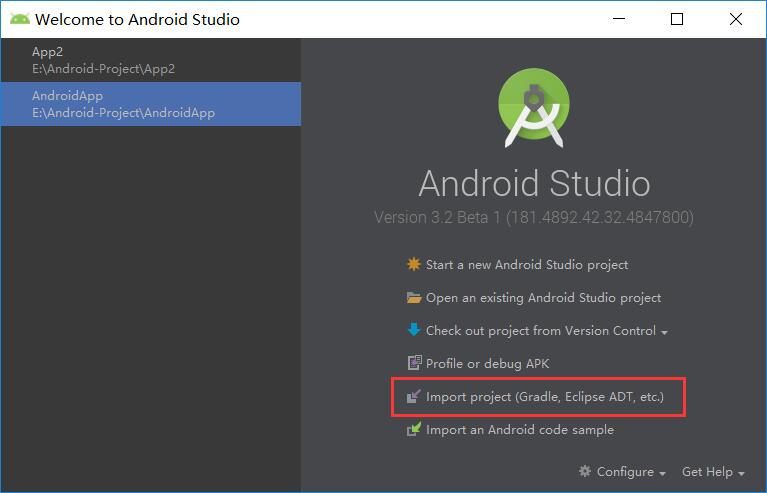 Welcome to Android Studio
App2
E:\Android-Project\App2
AndroidApp
E:\Android-Project\AndroidApp
Android Studio
Version 3.2 Beta 1 (181.4892.42.32.4847800)
Start a new Android Studio project
Open an existing Android Studio project
Check out project from Version Control
Profile or debug APK
Import project (Gradle, Eclipse ADT, etc.)
Import an Android code sample
Configure Get Help